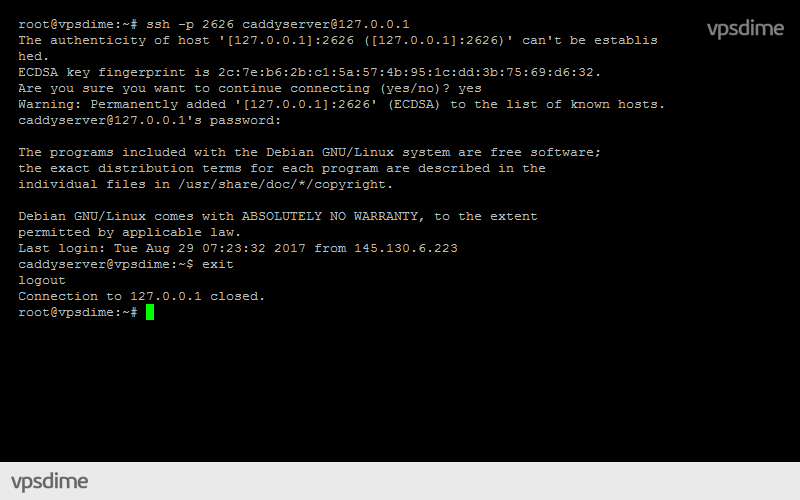 root@vpsdime:~# ssh -p 2626 caddyserver@127.0.0.1
vpsdime
The authenticity of host '[127.0.0.1]:2626 ([127.0.0.1]:2626)' can't be establis
hed.
ECDSA key fingerprint is 2c:7e:b6:2b:c1:5a:57:4b:95:1c:dd:3b:75:69:d6:32.
Are you sure you want to continue connecting (yes/no)? yes
Warning: Permanently added '[127.0.0.1]:2626' (ECDSA) to the list of known hosts.
caddyserver@127.0.0.1's password:
The programs included with the Debian GNU/Linux system are free software;
the exact distribution terms for each program are described in the
individual files in /usr/share/doc/*/copyright.
Debian GNU/Linux comes with ABSOLUTELY NO WARRANTY, to the extent
permitted by applicable law.
Last login: Tue Aug 29 07:23:32 2017 from 145.130.6.223
caddyserver@vpsdime:~$ exit
logout
Connection to 127.0.0.1 closed.
root@vpsdime:~#
vpsdime